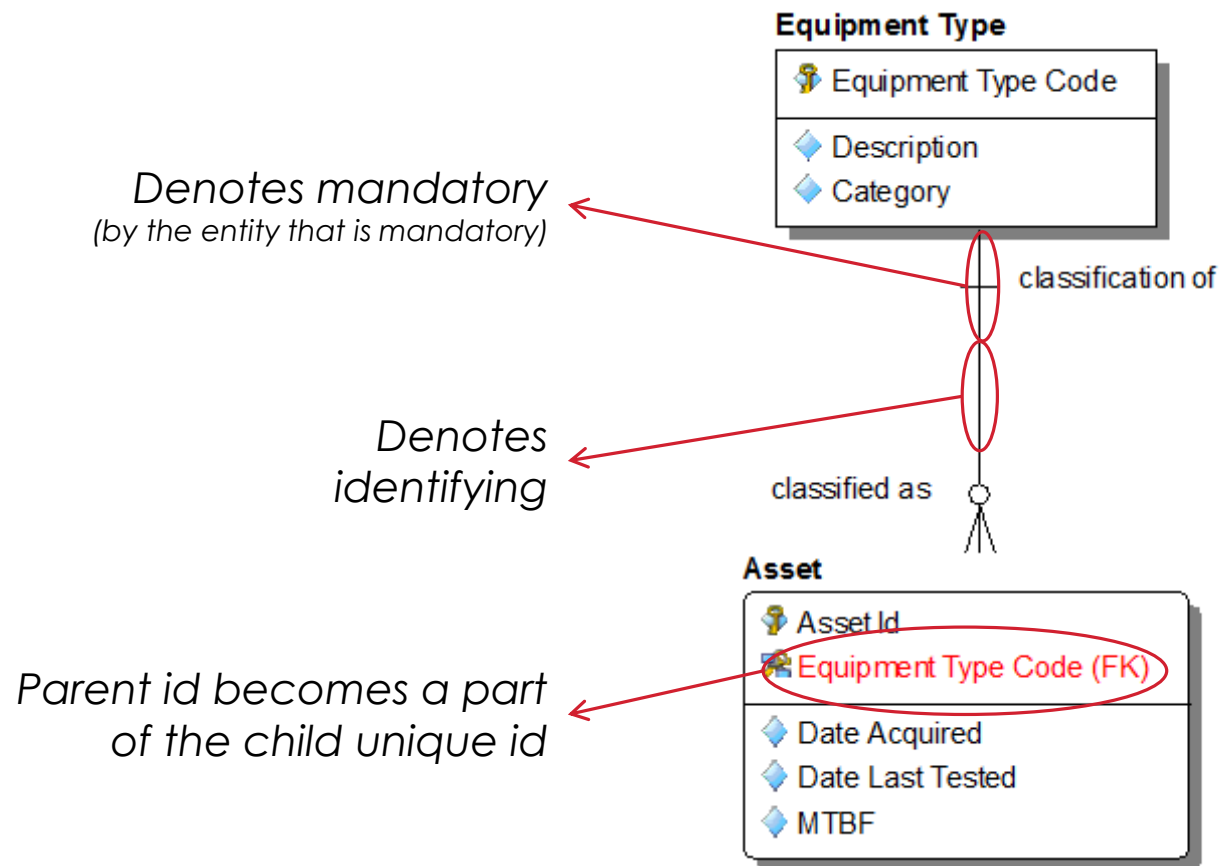 Equipment Type
Equipment Type Code
Description
Category
Denotes mandatory
(by the entity that is mandatory)
classification of
Denotes
identifying
classified as
Asset
Asset Id
Equipment Type Code (FK)
Parent id becomes a part
of the child unique id
Date Acquired
Date Last Tested
MTBF